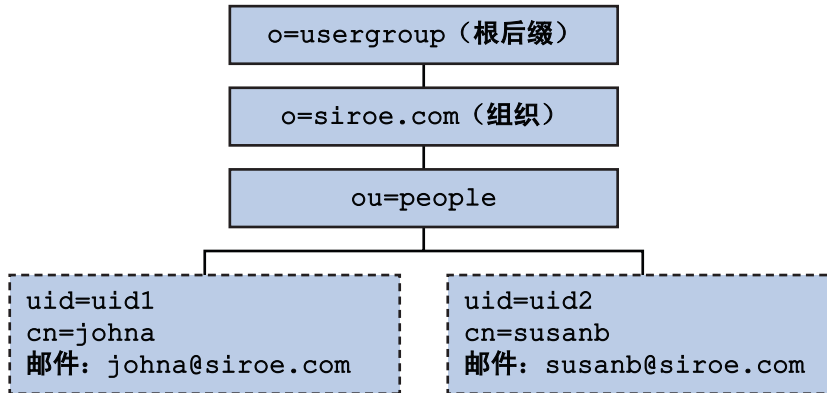 o=usergroup（根后缀）
o=siroe.com（组织）
ou=people
uid=uid1
cn=johna
邮件：johna@siroe.com
uid=uid2
cn=susanb
邮件：susanb@siroe.com